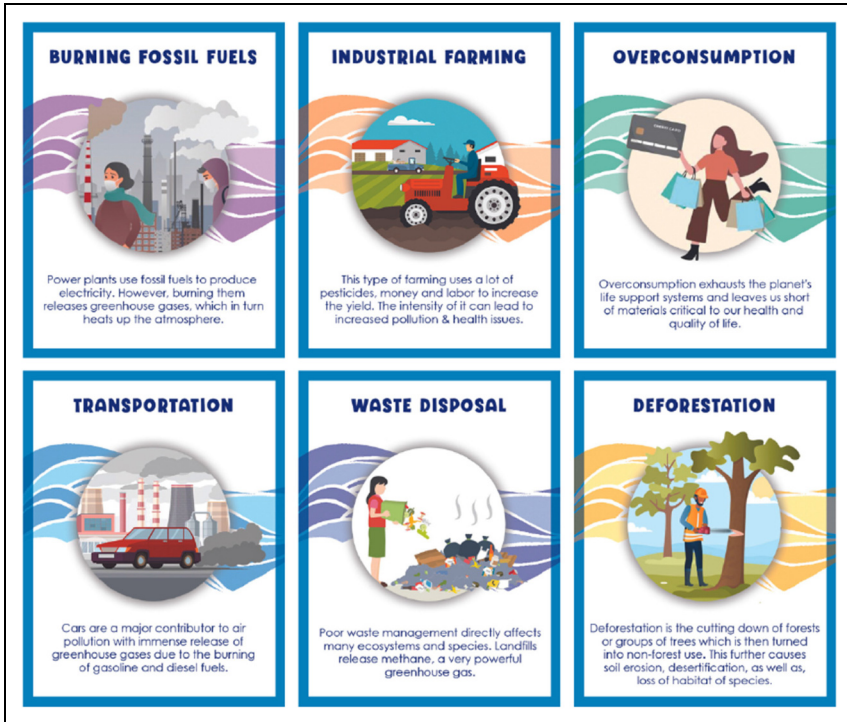 BURNING FOSSIL FUELS
Power plants use fossil fuels to produce
electricity. However, burning them
releases greenhouse gases, which in turn
heats up the atmosphere.
INDUSTRIAL FARMING
This type of farming uses a lot of
pesticides, money and labor to increase
the yield. The intensity of it can lead to
increased pollution & health issues.
OVERCONSUMPTION
CREDIT CARD
Overconsumption exhausts the planet's
life support systems and leaves us short
of materials critical to our health and
quality of life.
TRANSPORTATION
Cars are a major contributor to air
pollution with immense release of
greenhouse gases due to the burning
of gasoline and diesel fuels.
WASTE DISPOSAL
Poor waste management directly affects
many ecosystems and species. Landfills
release methane, a very powerful
greenhouse gas.
DEFORESTATION
Deforestation is the cutting down of forests
or groups of trees which is then turned
into non-forest use. This further causes
soil erosion, desertification, as well as,
loss of habitat of species.